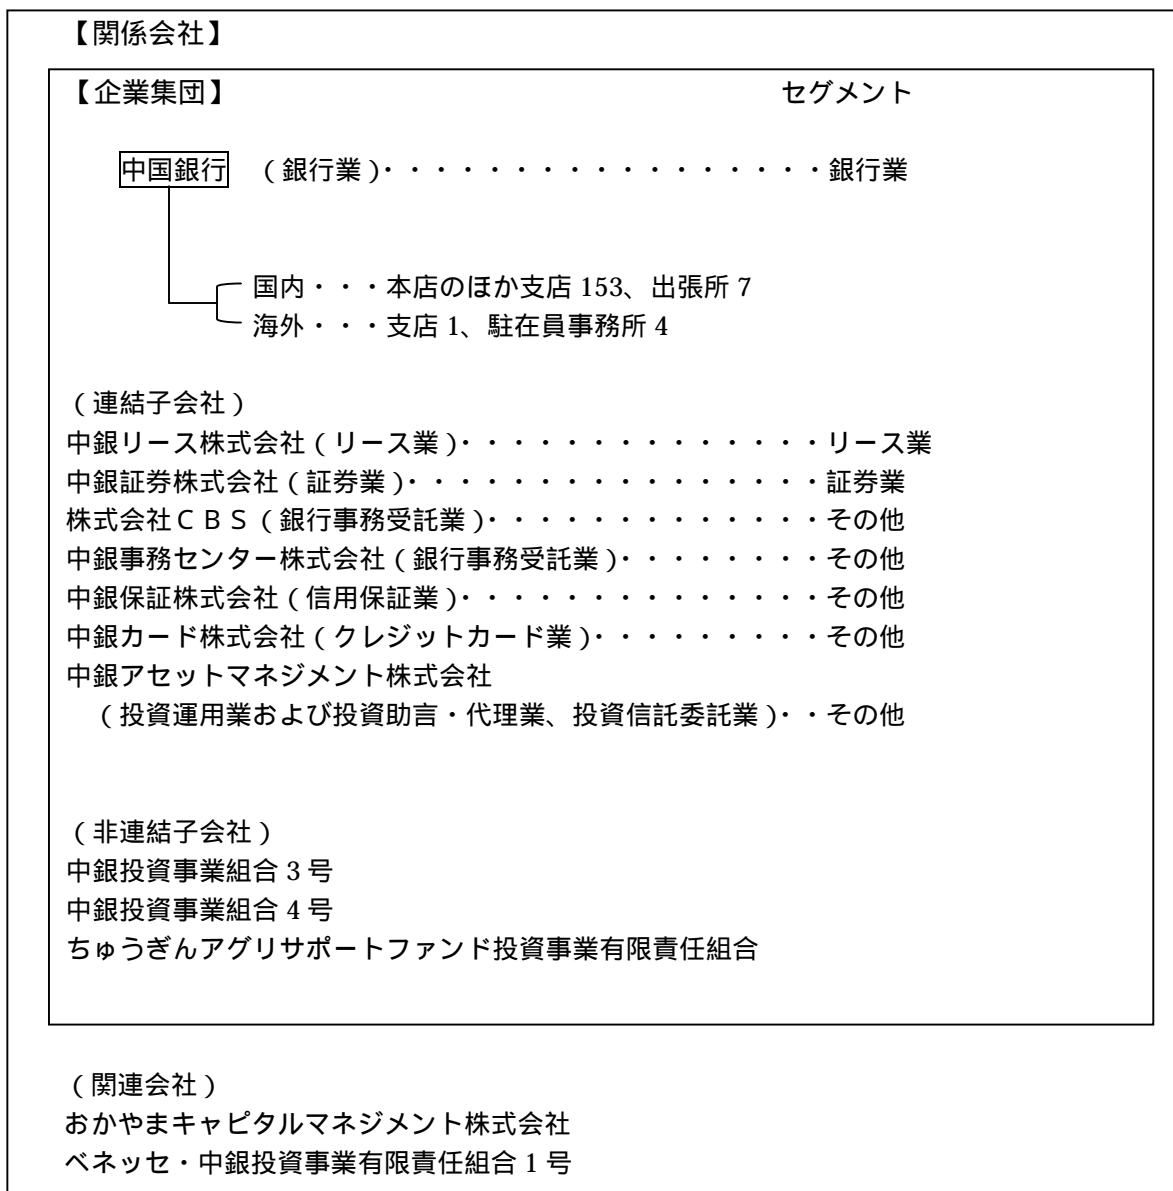 【関係会社】
【企業集団】 セグメント
中国銀行 (銀行業)・・・・・・・・・・・・・・・・・銀行業
国内・・・本店のほか支店 153、出張所 7
海外・・・支店 1、駐在員事務所 4
(連結子会社)
中銀リース株式会社(リース業)・・・・・・・・・・・・・・リース業
中銀証券株式会社(証券業)・・・・・・・・・・・・・・・・証券業
株式会社CBS(銀行事務受託業)・・・・・・・・・・・・・その他
中銀事務センター株式会社(銀行事務受託業)・・・・・・・・その他
中銀保証株式会社(信用保証業)・・・・・・・・・・・・・・その他
中銀カード株式会社(クレジットカード業)・・・・・・・・・その他
中銀アセットマネジメント株式会社
(投資運用業および投資助言・代理業、投資信託委託業)・・その他
(非連結子会社)
中銀投資事業組合 3 号
中銀投資事業組合 4 号
ちゅうぎんアグリサポートファンド投資事業有限責任組合
(関連会社)
おかやまキャピタルマネジメント株式会社
ベネッセ・中銀投資事業有限責任組合 1 号